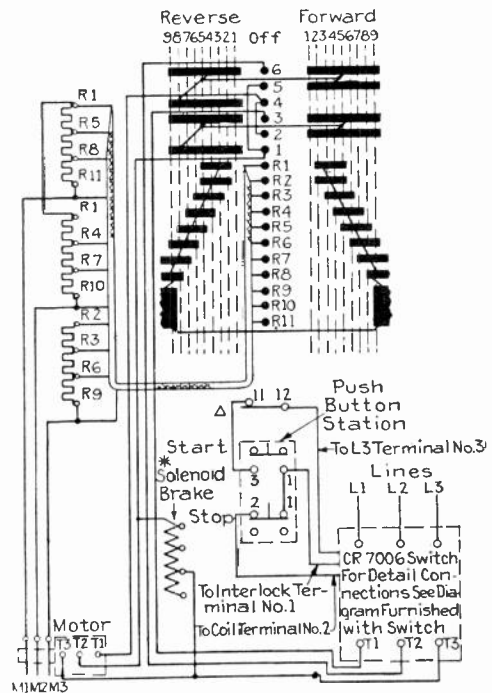 Reverse Forward
987654321 Off 123456789
6
5
4
3
2
1
R1
R2
R3
R4
R5
R6
R7
R8
R9
R10
R11
R1
R5
R8
R11
R1
R4
R7
R10
R2
R3
R6
R9
11 12
Δ
Push
Button
Station
Start
3 1
*
Solenoid
Brake
2 1
Stop
To L3 Terminal No.3
Lines
L1 L2 L3
CR 7006 Switch
For Detail Con-
nections See Dia-
gram Furnished
with Switch
T1 T2 T3
To Interlock Ter-
minal No.1
To Coil Terminal No.2
Motor
T3 T2 T1
M1 M2 M3